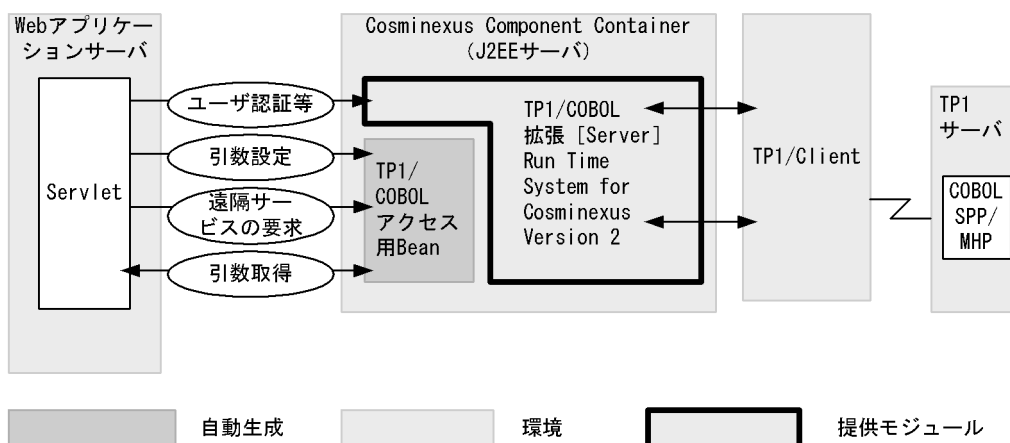 Webアプリケー
ションサーバ
Servlet
ユーザ認証等
引数設定
遠隔サー
ビスの要求
引数取得
Cosminexus Component Container
(J2EEサーバ)
TP1/
COBOL
アクセス
用Bean
TP1/COBOL
拡張 [Server]
Run Time
System for
Cosminexus
Version 2
TP1/Client
TP1
サーバ
COBOL
SPP/
MHP
自動生成
環境
提供モジュール